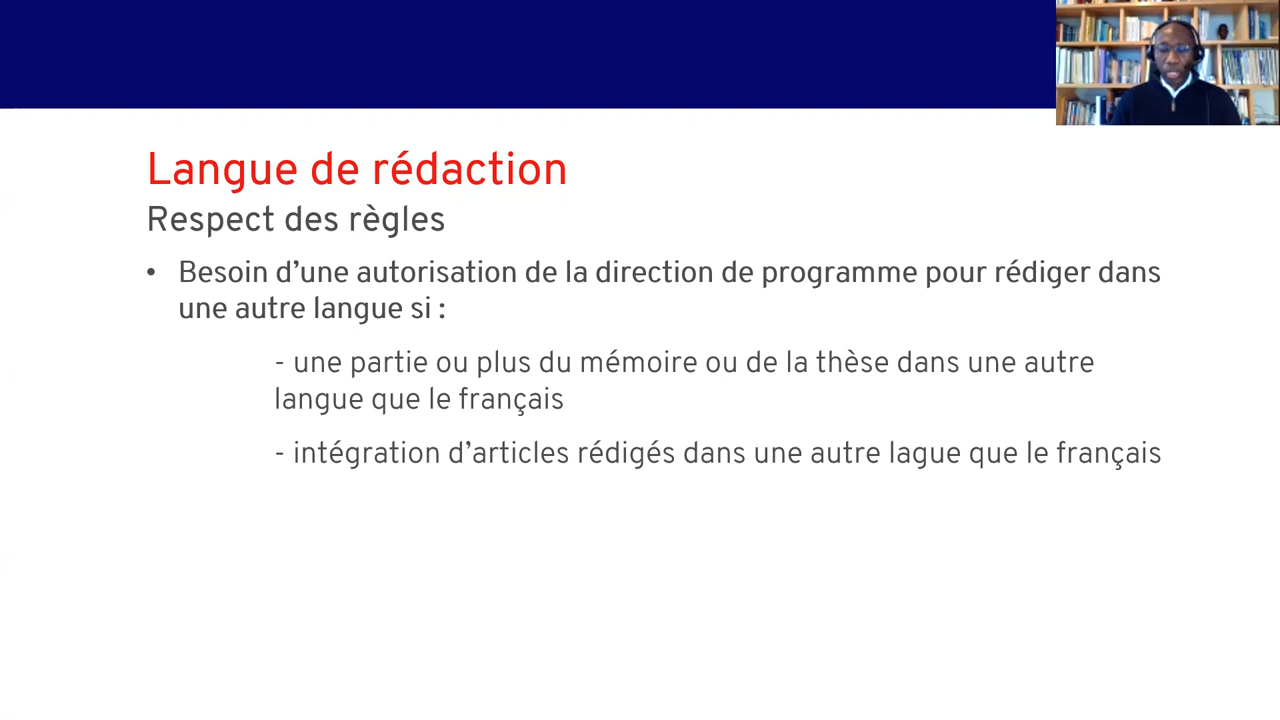 Langue de rédaction
Respect des règles
• Besoin d’une autorisation de la direction de programme pour rédiger dans
une autre langue si :
- une partie ou plus du mémoire ou de la thèse dans une autre
langue que le français
- intégration d’articles rédigés dans une autre lague que le français